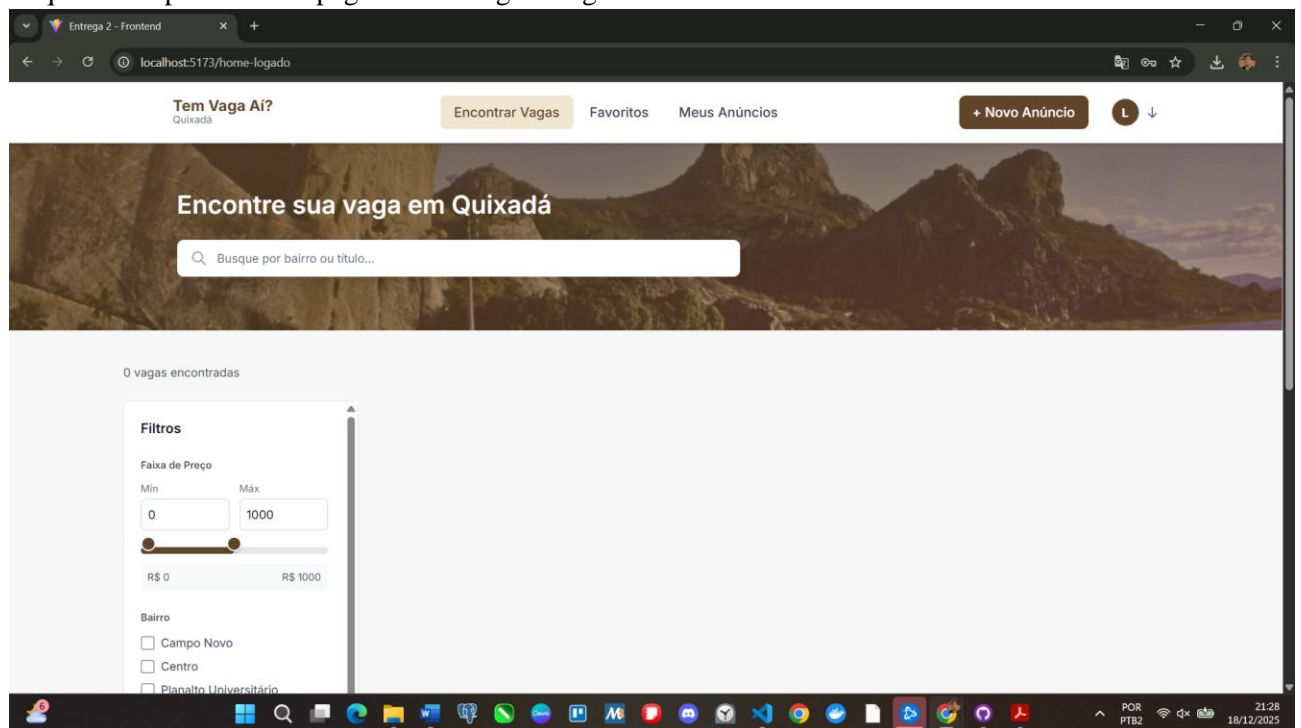 Entrega 2 - Frontend
localhost:5173/home-logado
Tem Vaga Aí?
Quixadá
Encontrar Vagas
Favoritos
Meus Anúncios
+ Novo Anúncio
L
Encontre sua vaga em Quixadá
Busque por bairro ou título...
0 vagas encontradas
Filtros
Faixa de Preço
Mín Máx
0 1000
R$ 0 R$ 1000
Bairro
Campo Novo
Centro
Planalto Universitário
6
POR
PTB2
21:28
18/12/2025